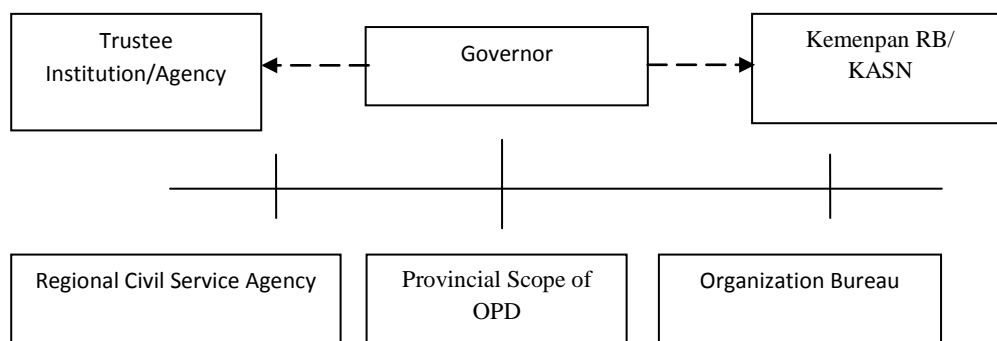 Trustee
Institution/Agency
Governor
Kemenpan RB/
KASN
Regional Civil Service Agency
Provincial Scope of
OPD
Organization Bureau